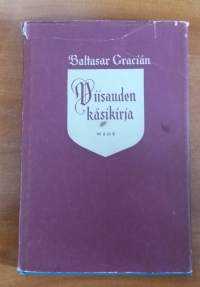 Baltasar Gracián
Viisauden
käsikirja
WSOY